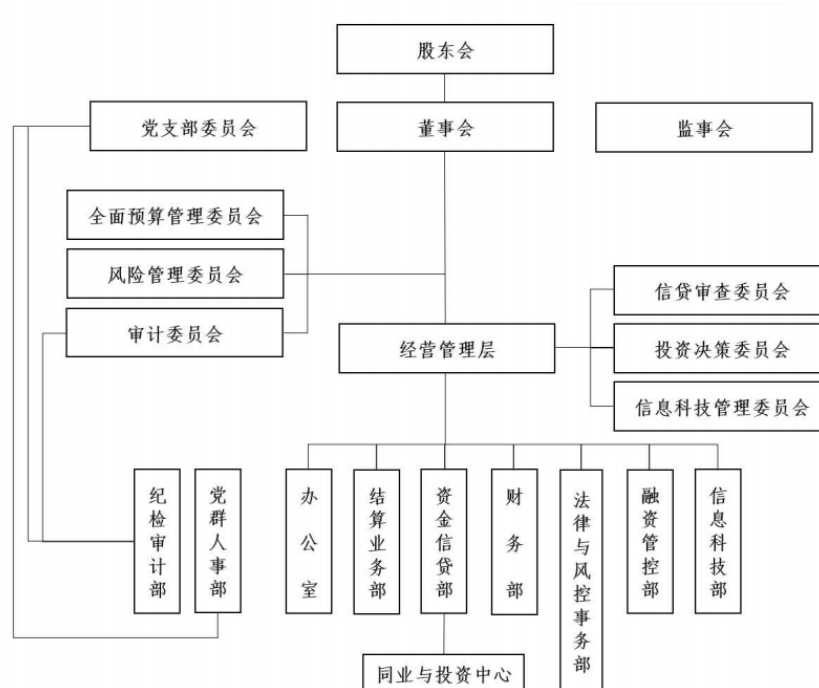 股东会
党支部委员会
董事会
监事会
全面预算管理委员会
风险管理委员会
审计委员会
信贷审查委员会
经营管理层
投资决策委员会
信息科技管理委员会
纪检审计部
党群人事部
办公室
结算业务部
资金信贷部
财务部
法律与风控事务部
融资管控部
信息科技部
同业与投资中心